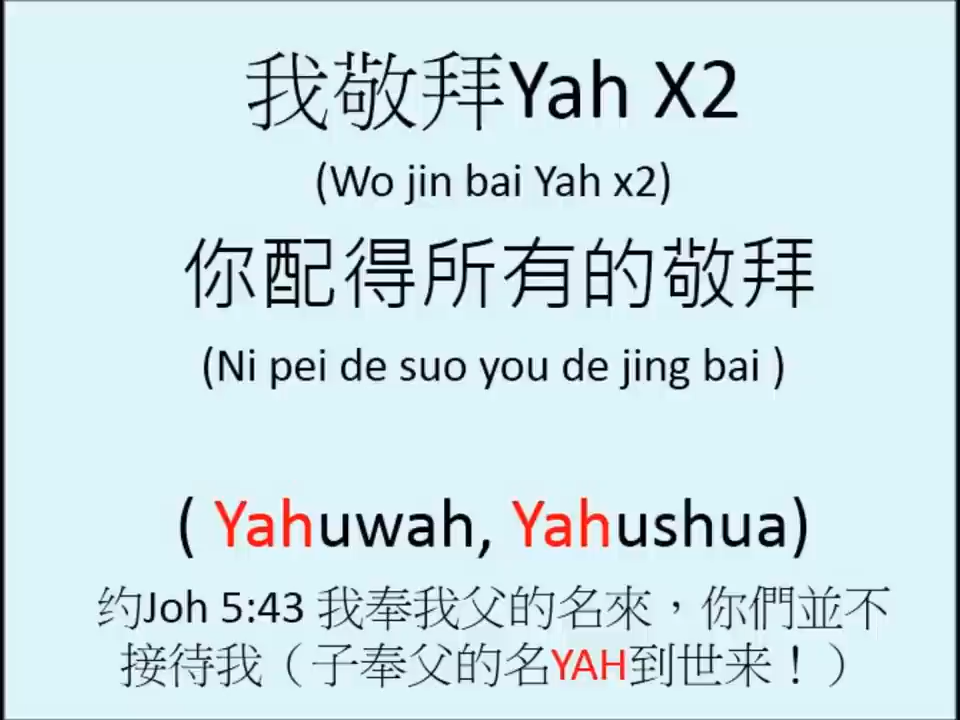 我敬拜Yah X2
(Wo jin bai Yah x2)
你配得所有的敬拜
(Ni pei de suo you de jing bai )
( Yahuwah, Yahushua)
约Joh 5:43 我奉我父的名來，你們並不
接待我（子奉父的名YAH到世来！）